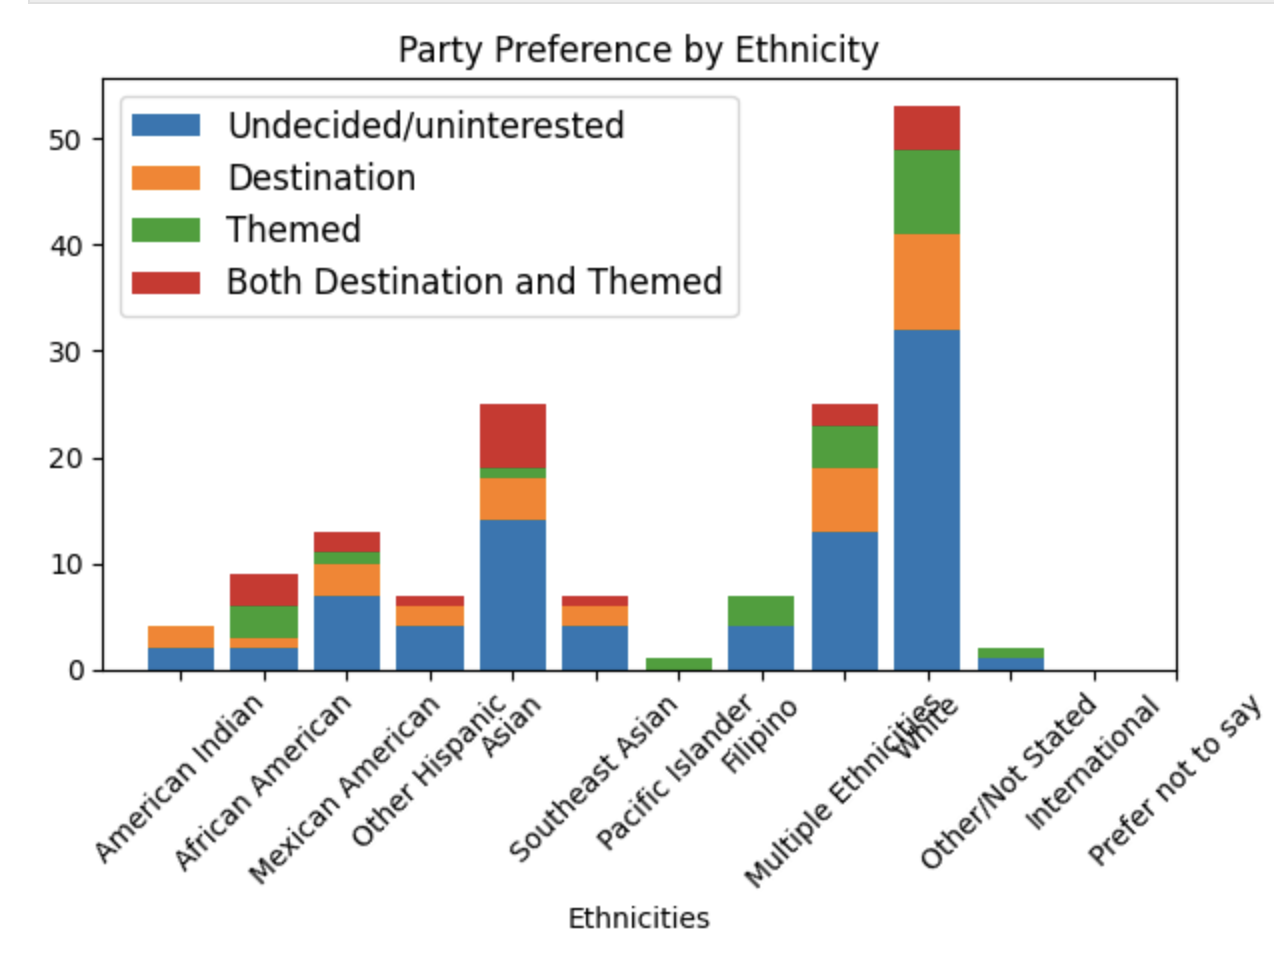 Party Preference by Ethnicity
Undecided/uninterested
Destination
Themed
Both Destination and Themed
50
40
30
20
10
0
American Indian
African American
Mexican American
Other Hispanic
Asian
Southeast Asian
Pacific Islander
Filipino
Multiple Ethnicities
White
Other/Not Stated
International
Prefer not to say
Ethnicities